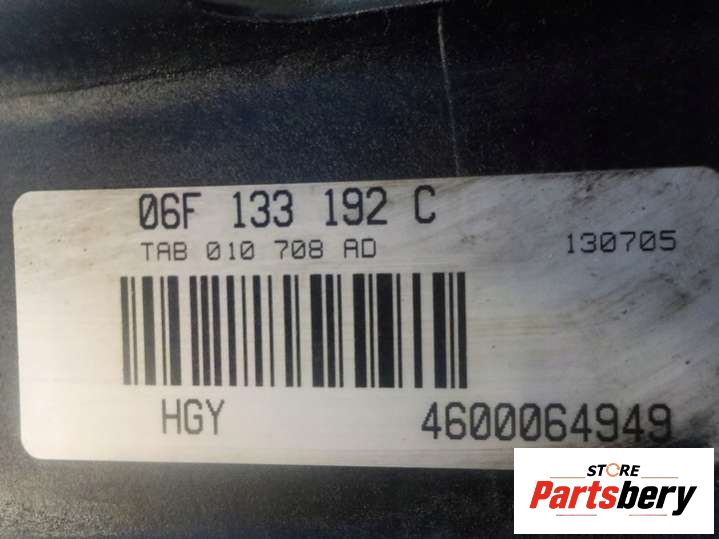 06F 133 192 C
TAB 010 708 AD 130705
HGY 4600064949
STORE
Partsbery